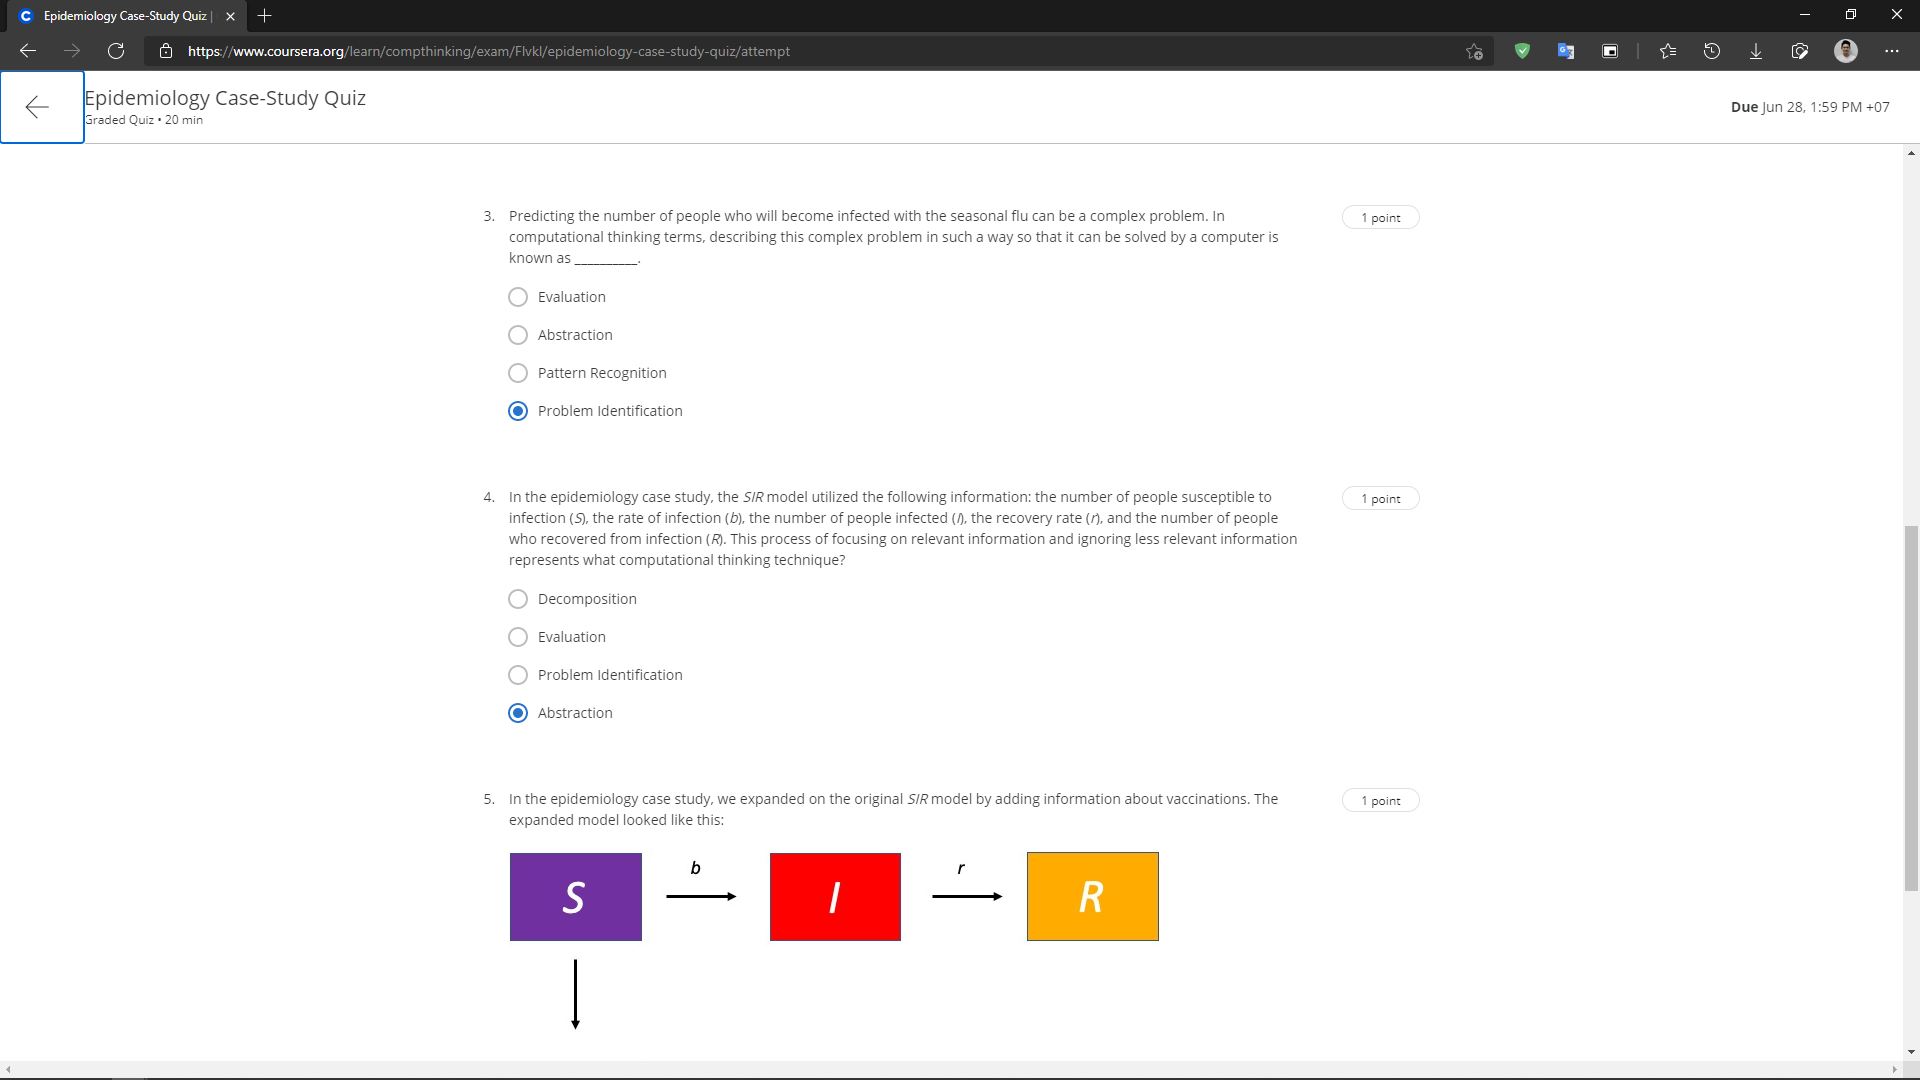 Epidemiology Case-Study Quiz |
https://www.coursera.org/learn/compthinking/exam/Flvkl/epidemiology-case-study-quiz/attempt
Epidemiology Case-Study Quiz
Graded Quiz • 20 min
Due Jun 28, 1:59 PM +07
3. Predicting the number of people who will become infected with the seasonal flu can be a complex problem. In
computational thinking terms, describing this complex problem in such a way so that it can be solved by a computer is
known as __________.
1 point
Evaluation
Abstraction
Pattern Recognition
Problem Identification
4. In the epidemiology case study, the SIR model utilized the following information: the number of people susceptible to
infection (S), the rate of infection (b), the number of people infected (I), the recovery rate (r), and the number of people
who recovered from infection (R). This process of focusing on relevant information and ignoring less relevant information
represents what computational thinking technique?
1 point
Decomposition
Evaluation
Problem Identification
Abstraction
5. In the epidemiology case study, we expanded on the original SIR model by adding information about vaccinations. The
expanded model looked like this:
1 point
S
b
I
r
R